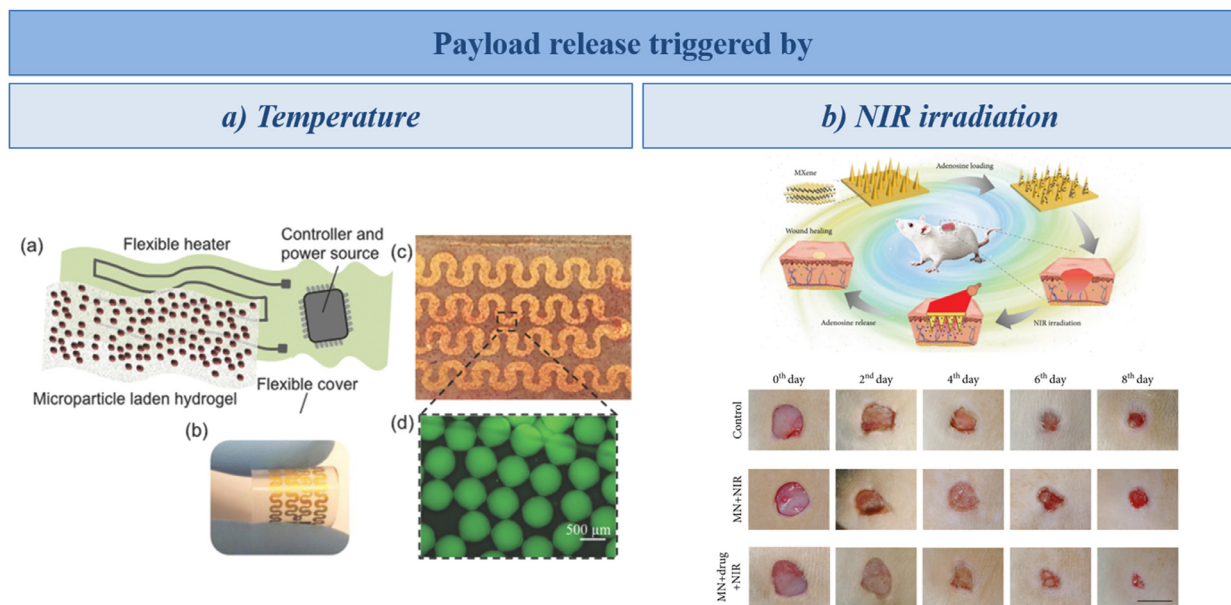 Payload release triggered by
a) Temperature
b) NIR irradiation
(a)
Flexible heater
Controller and
power source
Flexible cover
Microparticle laden hydrogel
(b)
(c)
(d)
500 µm
MXene
Adenosine loading
Wound healing
Adenosine release
NIR irradiation
0th day
2nd day
4th day
6th day
8th day
Control
MN+NIR
MN+drug
+NIR